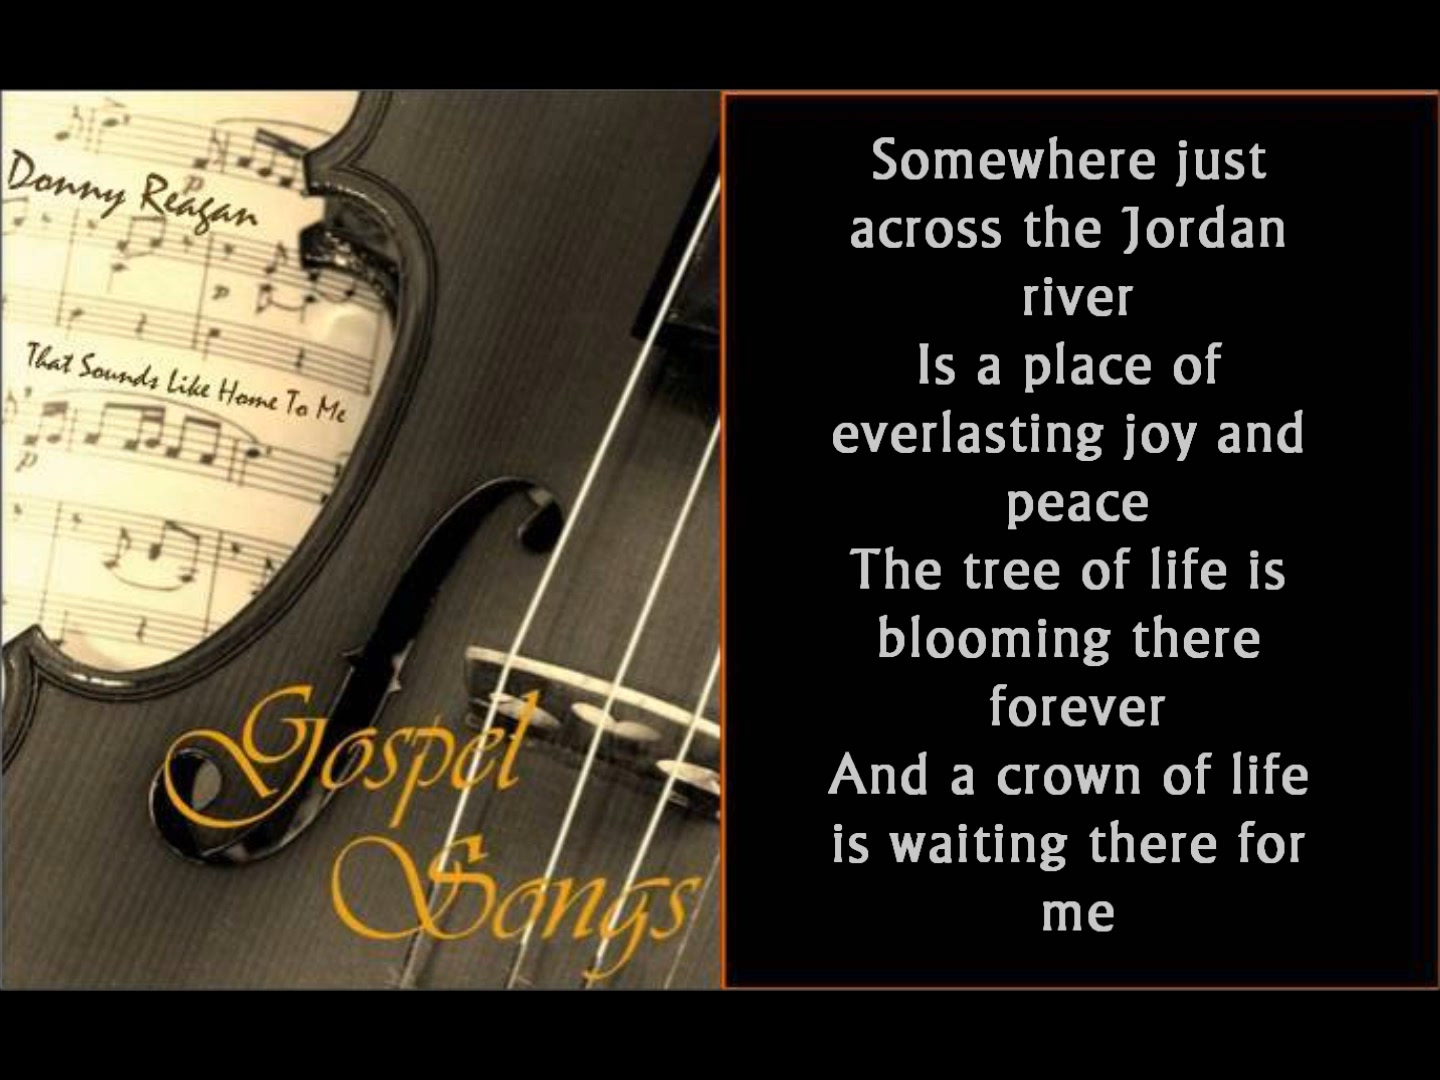 Donny Reagan
That Sounds Like Home To Me
Gospel
Songs
Somewhere just
across the Jordan
river
Is a place of
everlasting joy and
peace
The tree of life is
blooming there
forever
And a crown of life
is waiting there for
me